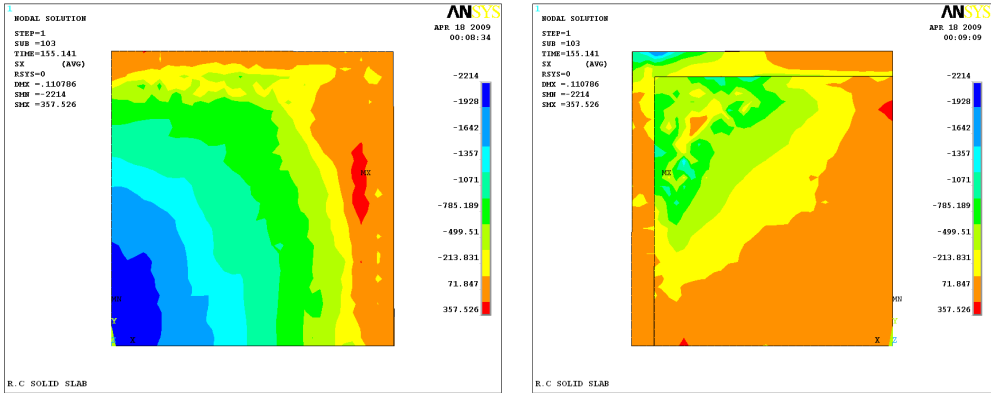 1
ANSYS
NODAL SOLUTION
APR 18 2009
00:08:34
STEP=1
SUB =103
TIME=155.141
SX (AVG)
RSYS=0
DMX =.110786
SMN =-2214
SMX =357.526
-2214
-1928
-1642
-1357
-1071
-785.189
-499.51
-213.831
71.847
357.526
MX
MN
Y
Z
X
R.C SOLID SLAB
1
ANSYS
NODAL SOLUTION
APR 18 2009
00:09:09
STEP=1
SUB =103
TIME=155.141
SX (AVG)
RSYS=0
DMX =.110786
SMN =-2214
SMX =357.526
-2214
-1928
-1642
-1357
-1071
-785.189
-499.51
-213.831
71.847
357.526
MX
MN
Y
X Z
R.C SOLID SLAB